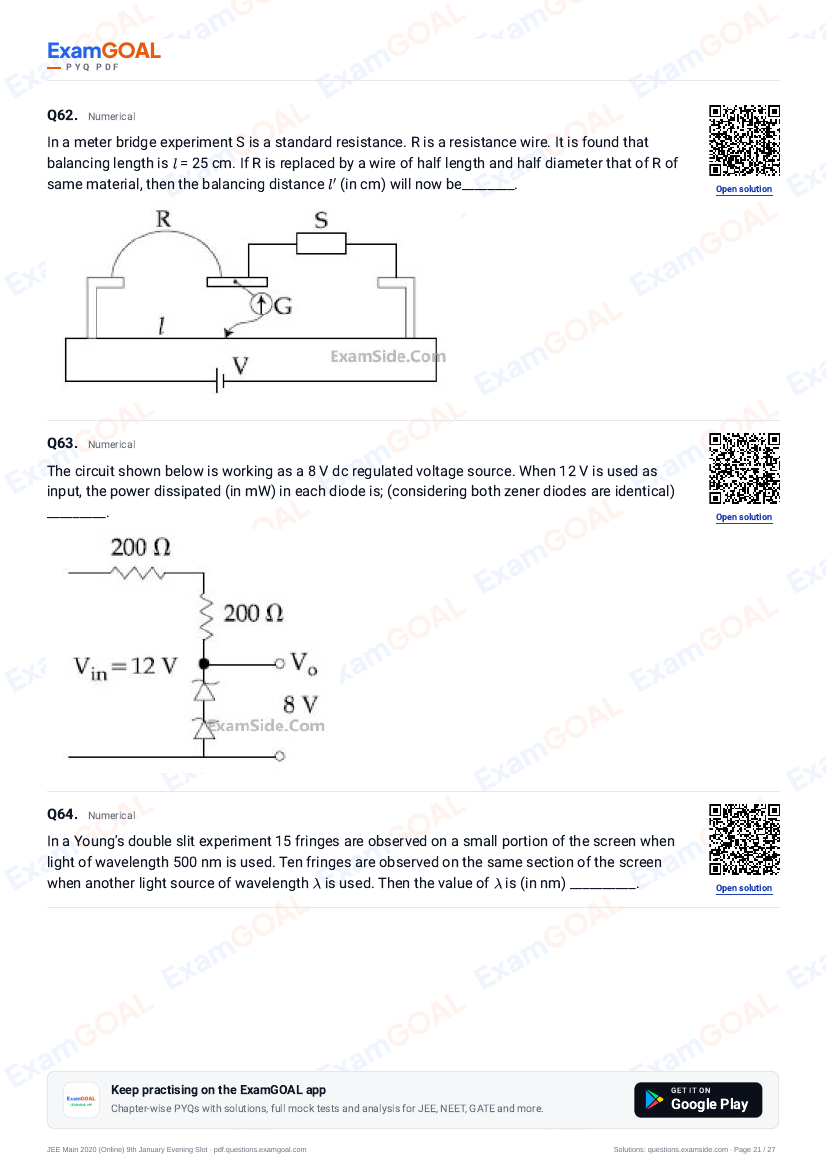 ExamGOAL
PYQ PDF
Q62. Numerical
In a meter bridge experiment S is a standard resistance. R is a resistance wire. It is found that
balancing length is l = 25 cm. If R is replaced by a wire of half length and half diameter that of R of
same material, then the balancing distance l′ (in cm) will now be________.
Open solution
R
S
G
l
V
ExamSide.Com
Q63. Numerical
The circuit shown below is working as a 8 V dc regulated voltage source. When 12 V is used as
input, the power dissipated (in mW) in each diode is; (considering both zener diodes are identical)
_________.
Open solution
200 Ω
200 Ω
Vin = 12 V
Vo
8 V
ExamSide.Com
Q64. Numerical
In a Young's double slit experiment 15 fringes are observed on a small portion of the screen when
light of wavelength 500 nm is used. Ten fringes are observed on the same section of the screen
when another light source of wavelength λ is used. Then the value of λ is (in nm) __________.
Open solution
ExamGOAL
Keep practising on the ExamGOAL app
Chapter-wise PYQs with solutions, full mock tests and analysis for JEE, NEET, GATE and more.
GET IT ON
Google Play
JEE Main 2020 (Online) 9th January Evening Slot · pdf.questions.examgoal.com
Solutions: questions.examside.com · Page 21 / 27